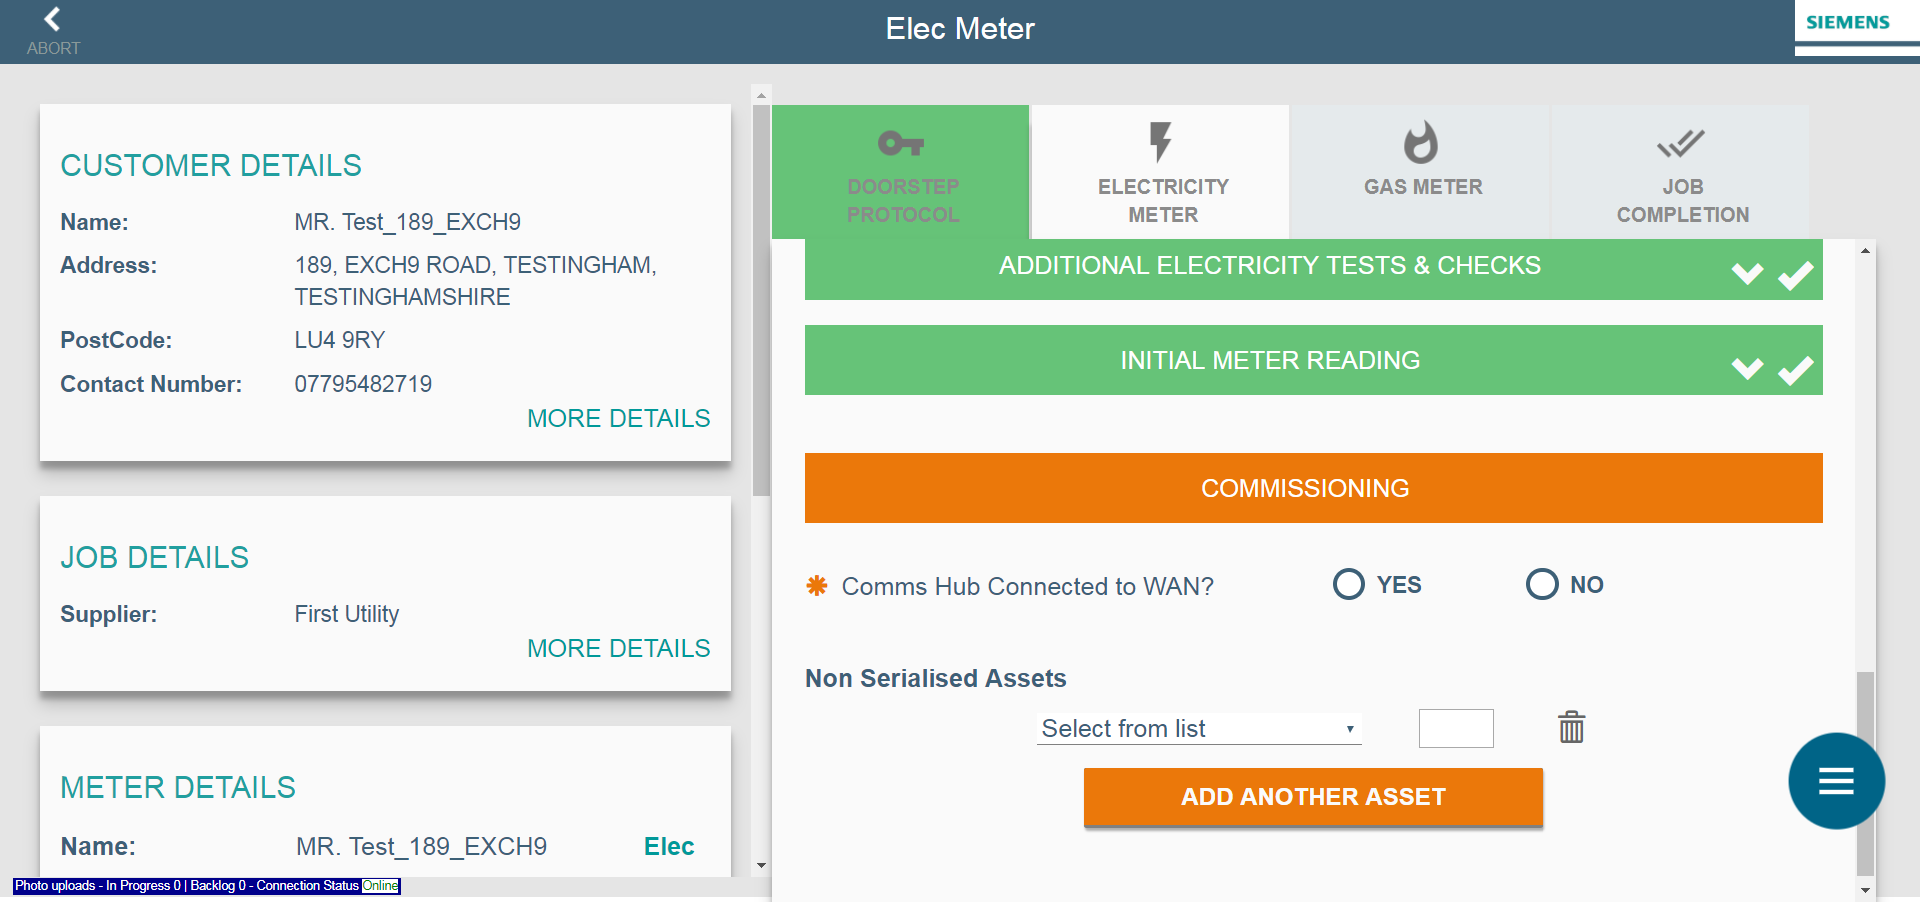 ABORT
Elec Meter
SIEMENS
CUSTOMER DETAILS
Name: MR. Test_189_EXCH9
Address: 189, EXCH9 ROAD, TESTINGHAM,
TESTINGHAMSHIRE
PostCode: LU4 9RY
Contact Number: 07795482719
MORE DETAILS
JOB DETAILS
Supplier: First Utility
MORE DETAILS
METER DETAILS
Name: MR. Test_189_EXCH9 Elec
Photo uploads - In Progress 0 | Backlog 0 - Connection Status Online
DOORSTEP
PROTOCOL
ELECTRICITY
METER
GAS METER
JOB
COMPLETION
ADDITIONAL ELECTRICITY TESTS & CHECKS
INITIAL METER READING
COMMISSIONING
✱ Comms Hub Connected to WAN? YES NO
Non Serialised Assets
Select from list
ADD ANOTHER ASSET